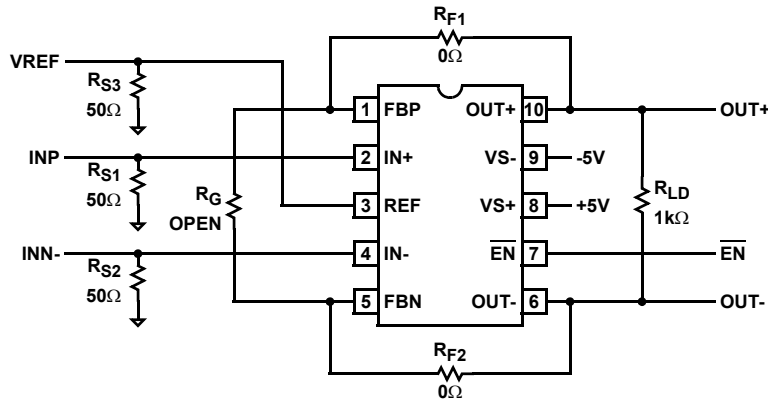 RF1
0Ω
VREF
RS3
50Ω
1 FBP OUT+ 10 OUT+
INP
2 IN+ VS- 9 -5V
RS1
50Ω
RG
OPEN
3 REF VS+ 8 +5V
RLD
1kΩ
INN-
4 IN- EN 7 EN
RS2
50Ω
5 FBN OUT- 6 OUT-
RF2
0Ω